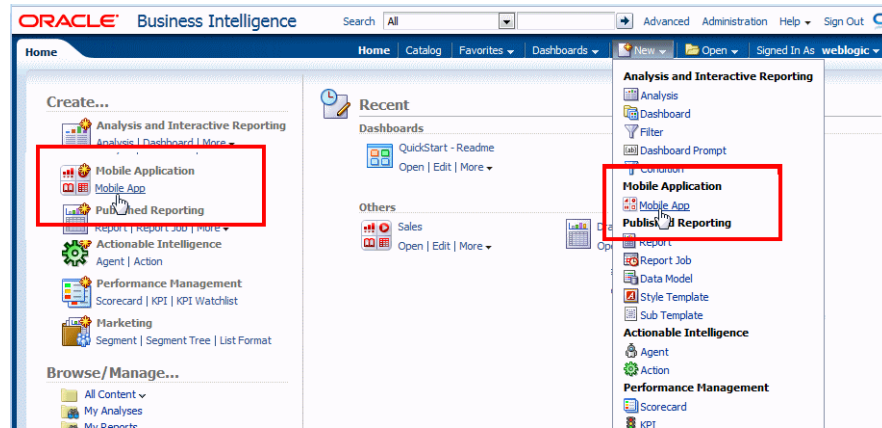 ORACLE Business Intelligence
Search All Advanced Administration Help Sign Out
Home
Home Catalog Favorites Dashboards New Open Signed In As weblogic
Create...
Analysis and Interactive Reporting
Analysis | Dashboard | More
Mobile Application
Mobile App
Published Reporting
Report | Report Job | More
Actionable Intelligence
Agent | Action
Performance Management
Scorecard | KPI | KPI Watchlist
Marketing
Segment | Segment Tree | List Format
Browse/Manage...
All Content
My Analyses
My Reports
Recent
Dashboards
QuickStart - Readme
Open | Edit | More
Others
Sales
Open | Edit | More
Dra
Ope
Analysis and Interactive Reporting
Analysis
Dashboard
Filter
Dashboard Prompt
Condition
Mobile Application
Mobile App
Published Reporting
Report
Report Job
Data Model
Style Template
Sub Template
Actionable Intelligence
Agent
Action
Performance Management
Scorecard
KPI